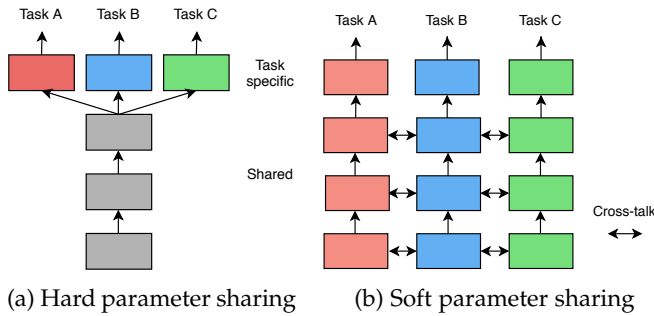 Task A Task B Task C
Task specific
Shared
(a) Hard parameter sharing
Task A Task B Task C
Cross-talk
(b) Soft parameter sharing